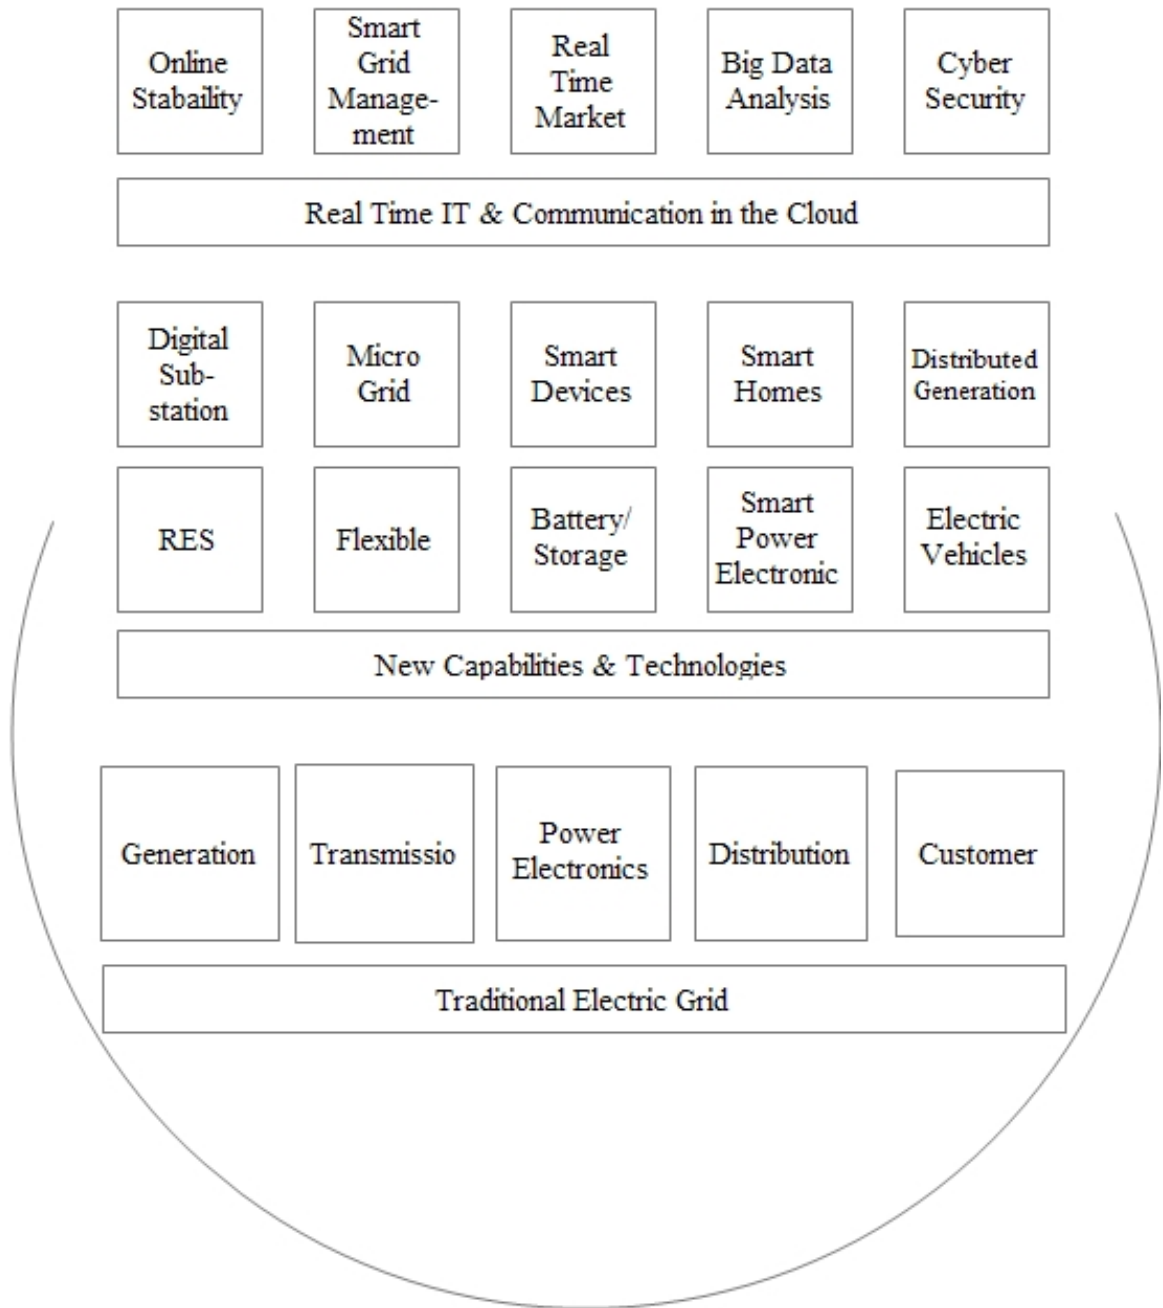 Online
Stabaility
Smart
Grid
Manage-
ment
Real
Time
Market
Big Data
Analysis
Cyber
Security
Real Time IT & Communication in the Cloud
Digital
Sub-
station
Micro
Grid
Smart
Devices
Smart
Homes
Distributed
Generation
RES
Flexible
Battery/
Storage
Smart
Power
Electronic
Electric
Vehicles
New Capabilities & Technologies
Generation
Transmissio
Power
Electronics
Distribution
Customer
Traditional Electric Grid